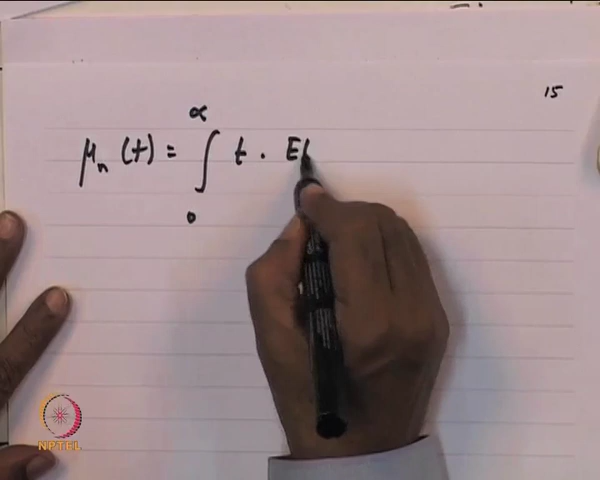 15
μₙ (t) = ∫₀^∝ t . E(
NPTEL